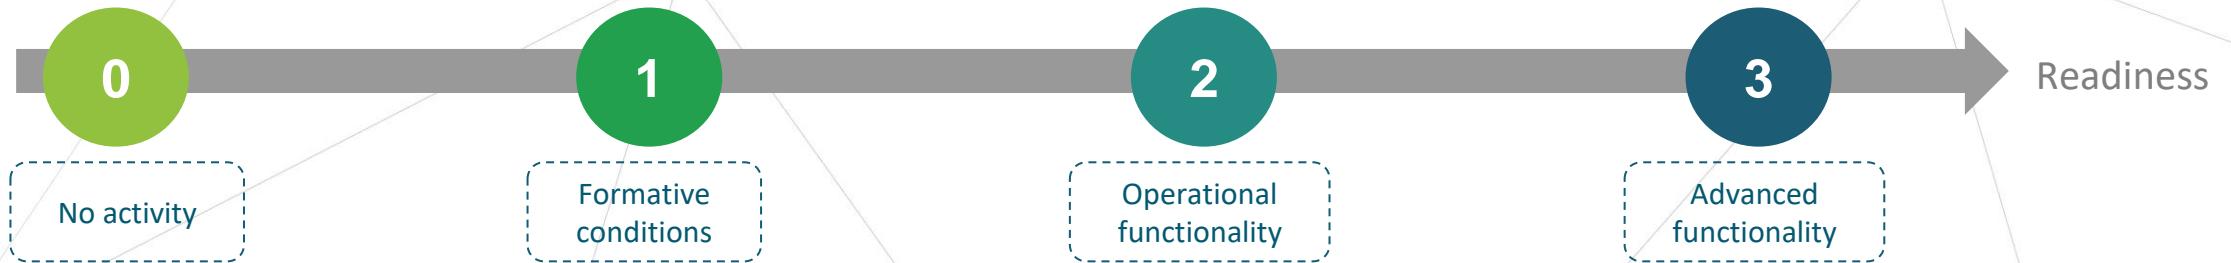 0
1
2
3
Readiness
No activity
Formative
conditions
Operational
functionality
Advanced
functionality